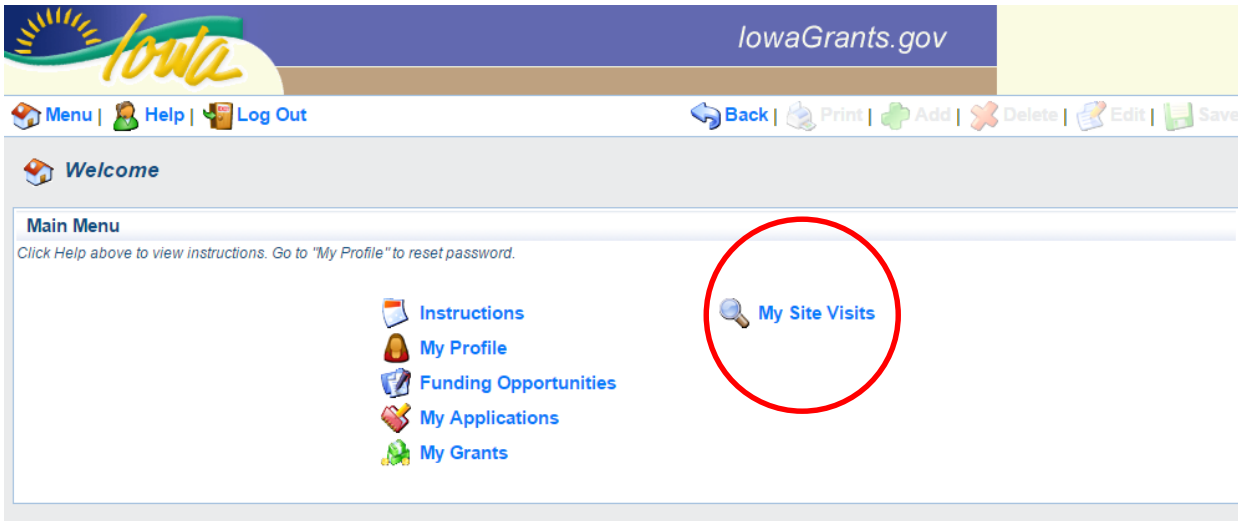 Iowa
IowaGrants.gov
Menu | Help | Log Out
Back | Print | Add | Delete | Edit | Save
Welcome
Main Menu
Click Help above to view instructions. Go to "My Profile" to reset password.
Instructions
My Site Visits
My Profile
Funding Opportunities
My Applications
My Grants